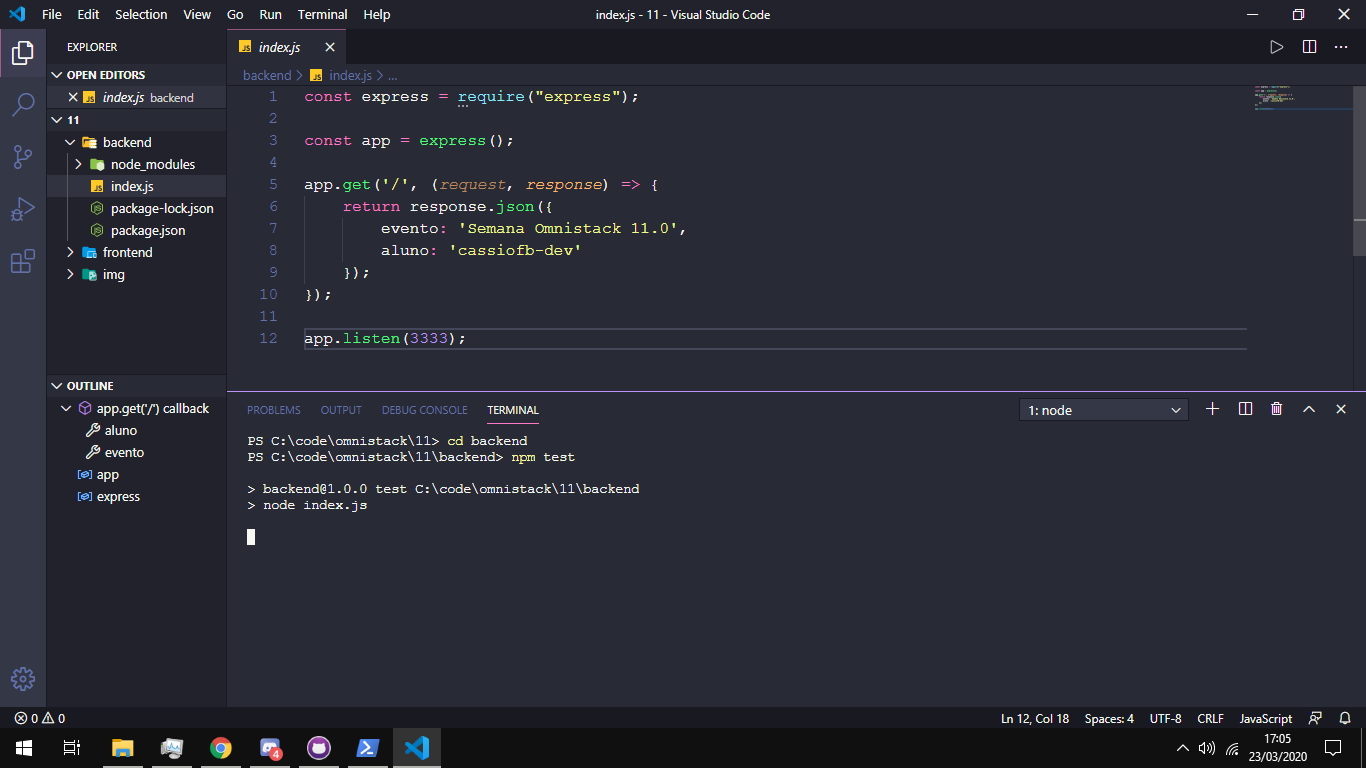 File Edit Selection View Go Run Terminal Help
index.js - 11 - Visual Studio Code
EXPLORER
OPEN EDITORS
index.js backend
11
backend
node_modules
index.js
package-lock.json
package.json
frontend
img
OUTLINE
app.get('/') callback
aluno
evento
app
express
index.js
backend > index.js > ...
1 const express = require("express");
2
3 const app = express();
4
5 app.get('/', (request, response) => {
6 return response.json({
7 evento: 'Semana Omnistack 11.0',
8 aluno: 'cassiofb-dev'
9 });
10 });
11
12 app.listen(3333);
PROBLEMS OUTPUT DEBUG CONSOLE TERMINAL
1: node
PS C:\code\omnistack\11> cd backend
PS C:\code\omnistack\11\backend> npm test
> backend@1.0.0 test C:\code\omnistack\11\backend
> node index.js
0 0
Ln 12, Col 18 Spaces: 4 UTF-8 CRLF JavaScript
4
17:05
23/03/2020